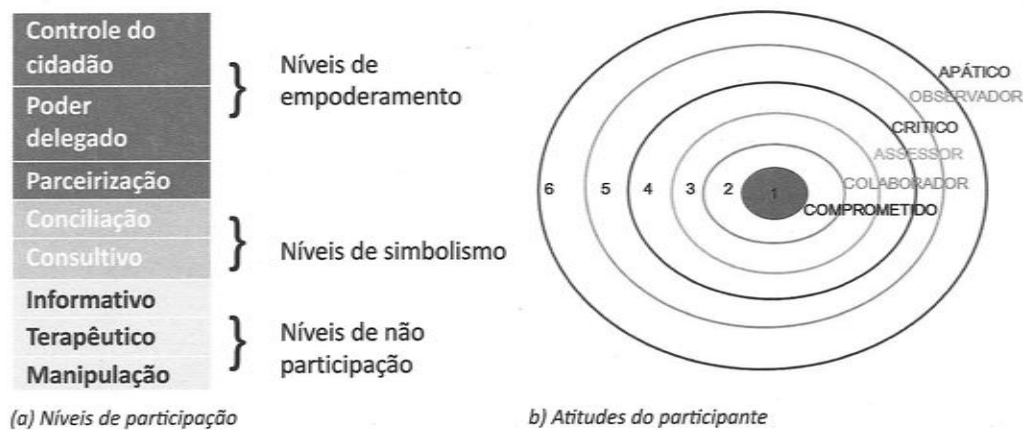 Controle do
cidadão
Poder
delegado
Parceirização
Conciliação
Consultivo
Informativo
Terapêutico
Manipulação
Níveis de
empoderamento
Níveis de simbolismo
Níveis de não
participação
(a) Níveis de participação
APÁTICO
OBSERVADOR
CRITICO
ASSESSOR
COLABORADOR
COMPROMETIDO
6 5 4 3 2 1
b) Atitudes do participante